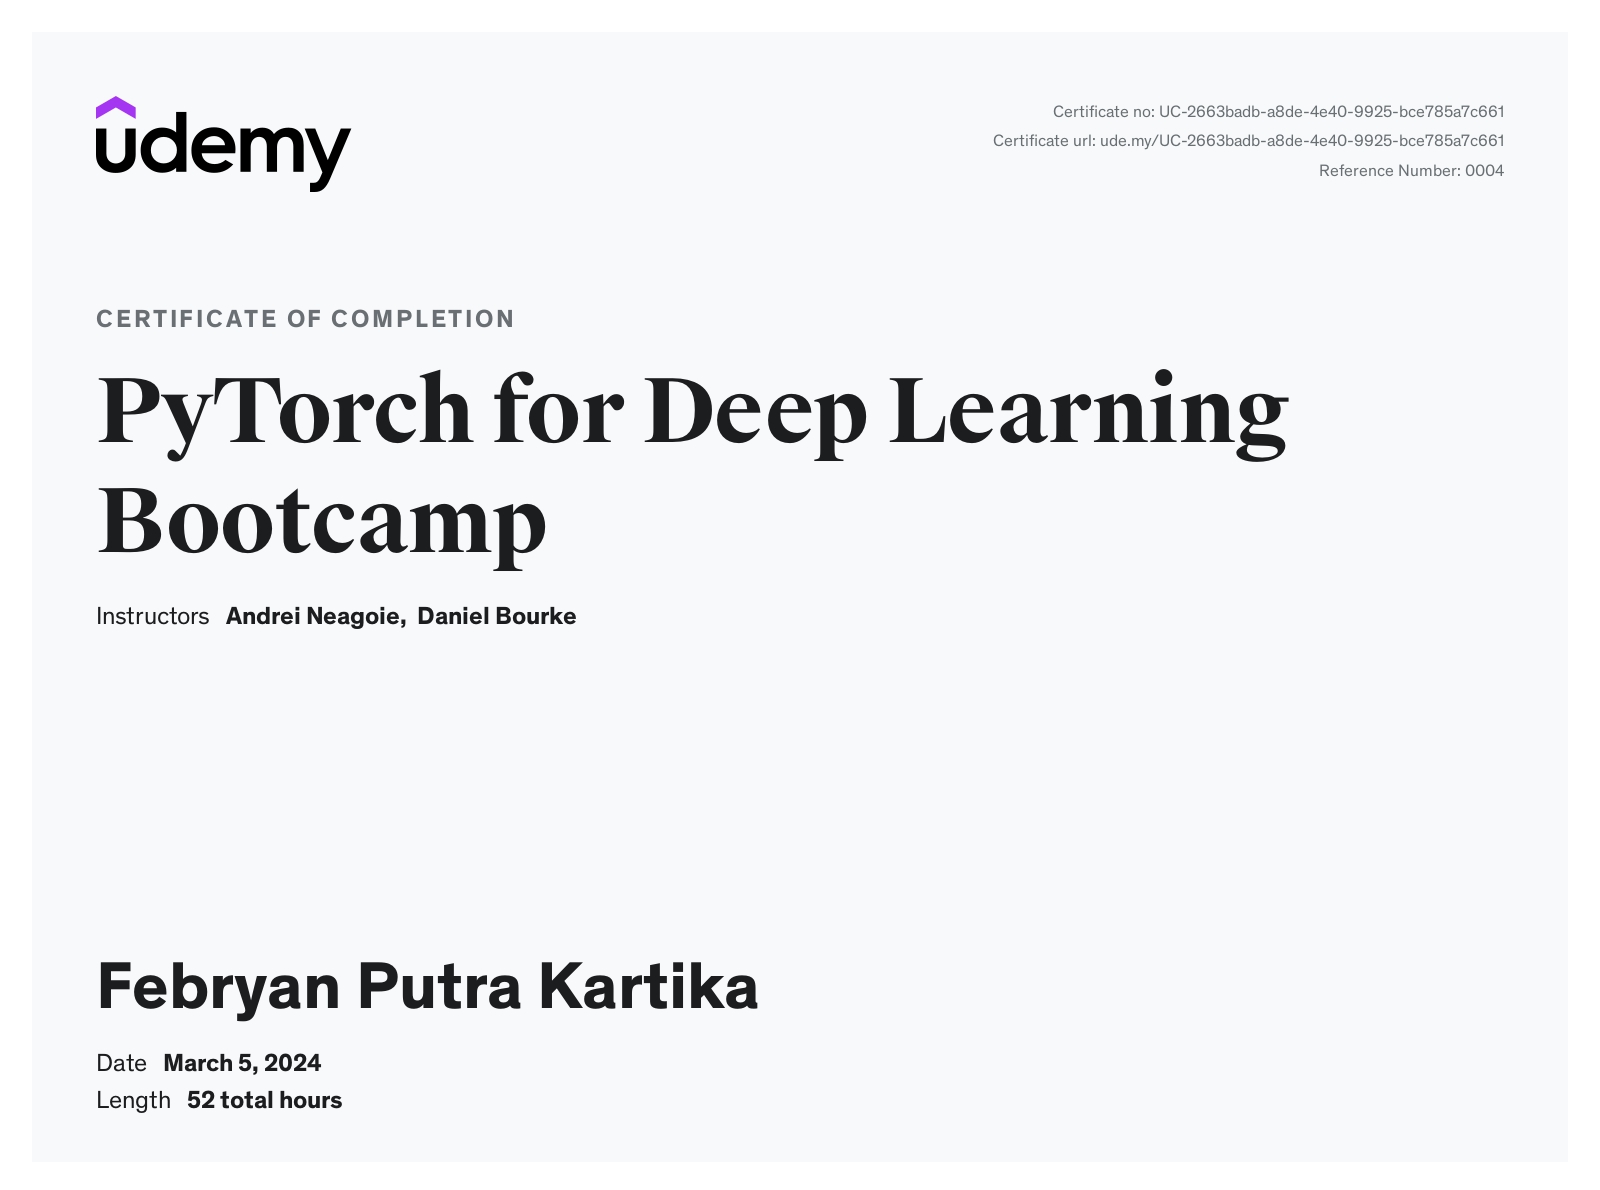 udemy
Certificate no: UC-2663badb-a8de-4e40-9925-bce785a7c661
Certificate url: ude.my/UC-2663badb-a8de-4e40-9925-bce785a7c661
Reference Number: 0004
CERTIFICATE OF COMPLETION
PyTorch for Deep Learning
Bootcamp
Instructors Andrei Neagoie, Daniel Bourke
Febryan Putra Kartika
Date March 5, 2024
Length 52 total hours